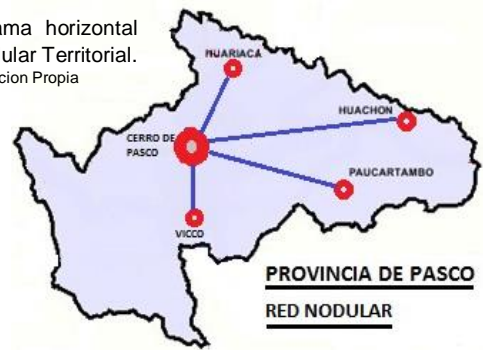 ama horizontal
ular Territorial.
cion Propia
HUARIACA
HUACHON
CERRO DE
PASCO
PAUCARTAMBO
VICCO
PROVINCIA DE PASCO
RED NODULAR